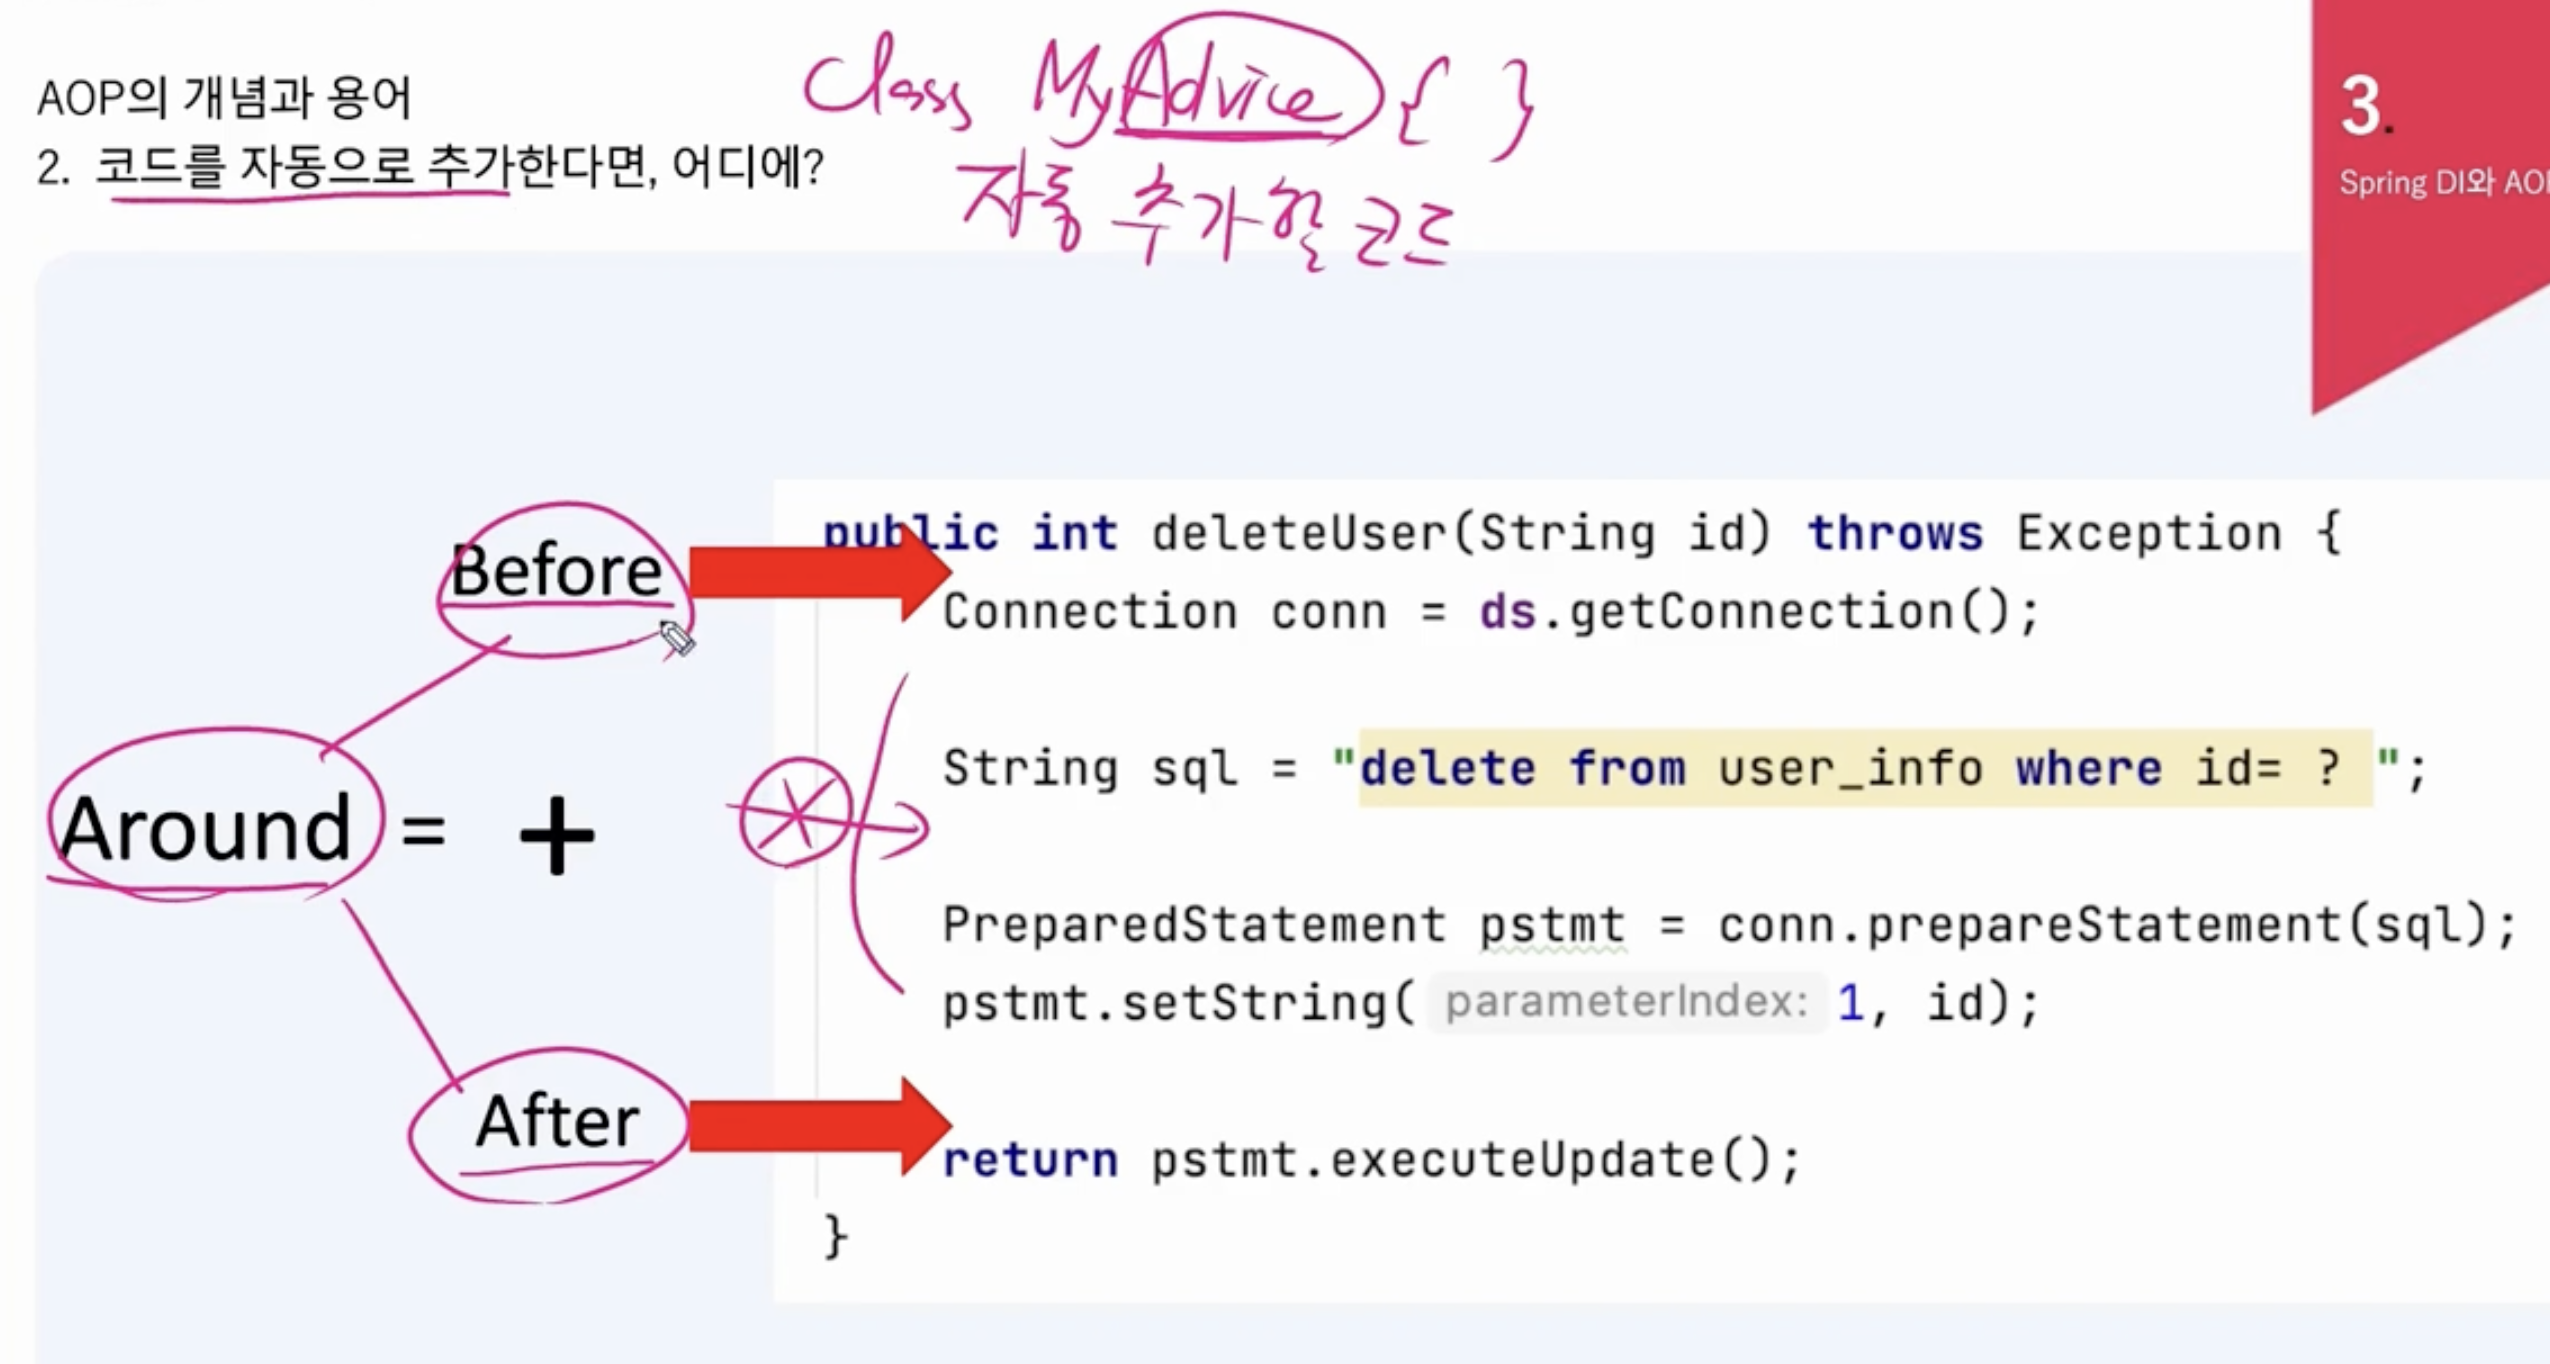 AOP의 개념과 용어
2. 코드를 자동으로 추가한다면, 어디에?
Class MyAdvice { }
자동 추가할 코드
3.
Spring DI와 AO
Before
Around = +
After
public int deleteUser(String id) throws Exception {
Connection conn = ds.getConnection();
String sql = "delete from user_info where id= ? ";
PreparedStatement pstmt = conn.prepareStatement(sql);
pstmt.setString( parameterIndex: 1, id);
return pstmt.executeUpdate();
}